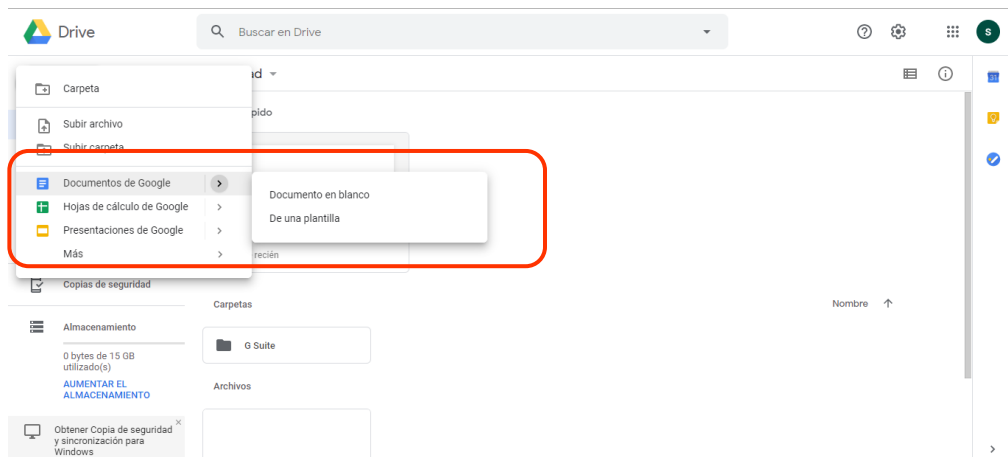 Drive
Buscar en Drive
S
Carpeta
ad
Subir archivo
pido
Subir carpeta
Documentos de Google
Documento en blanco
Hojas de cálculo de Google
De una plantilla
Presentaciones de Google
Más
recién
Copias de seguridad
Carpetas
Nombre
Almacenamiento
G Suite
0 bytes de 15 GB
utilizado(s)
AUMENTAR EL
ALMACENAMIENTO
Archivos
Obtener Copia de seguridad
y sincronización para
Windows
31